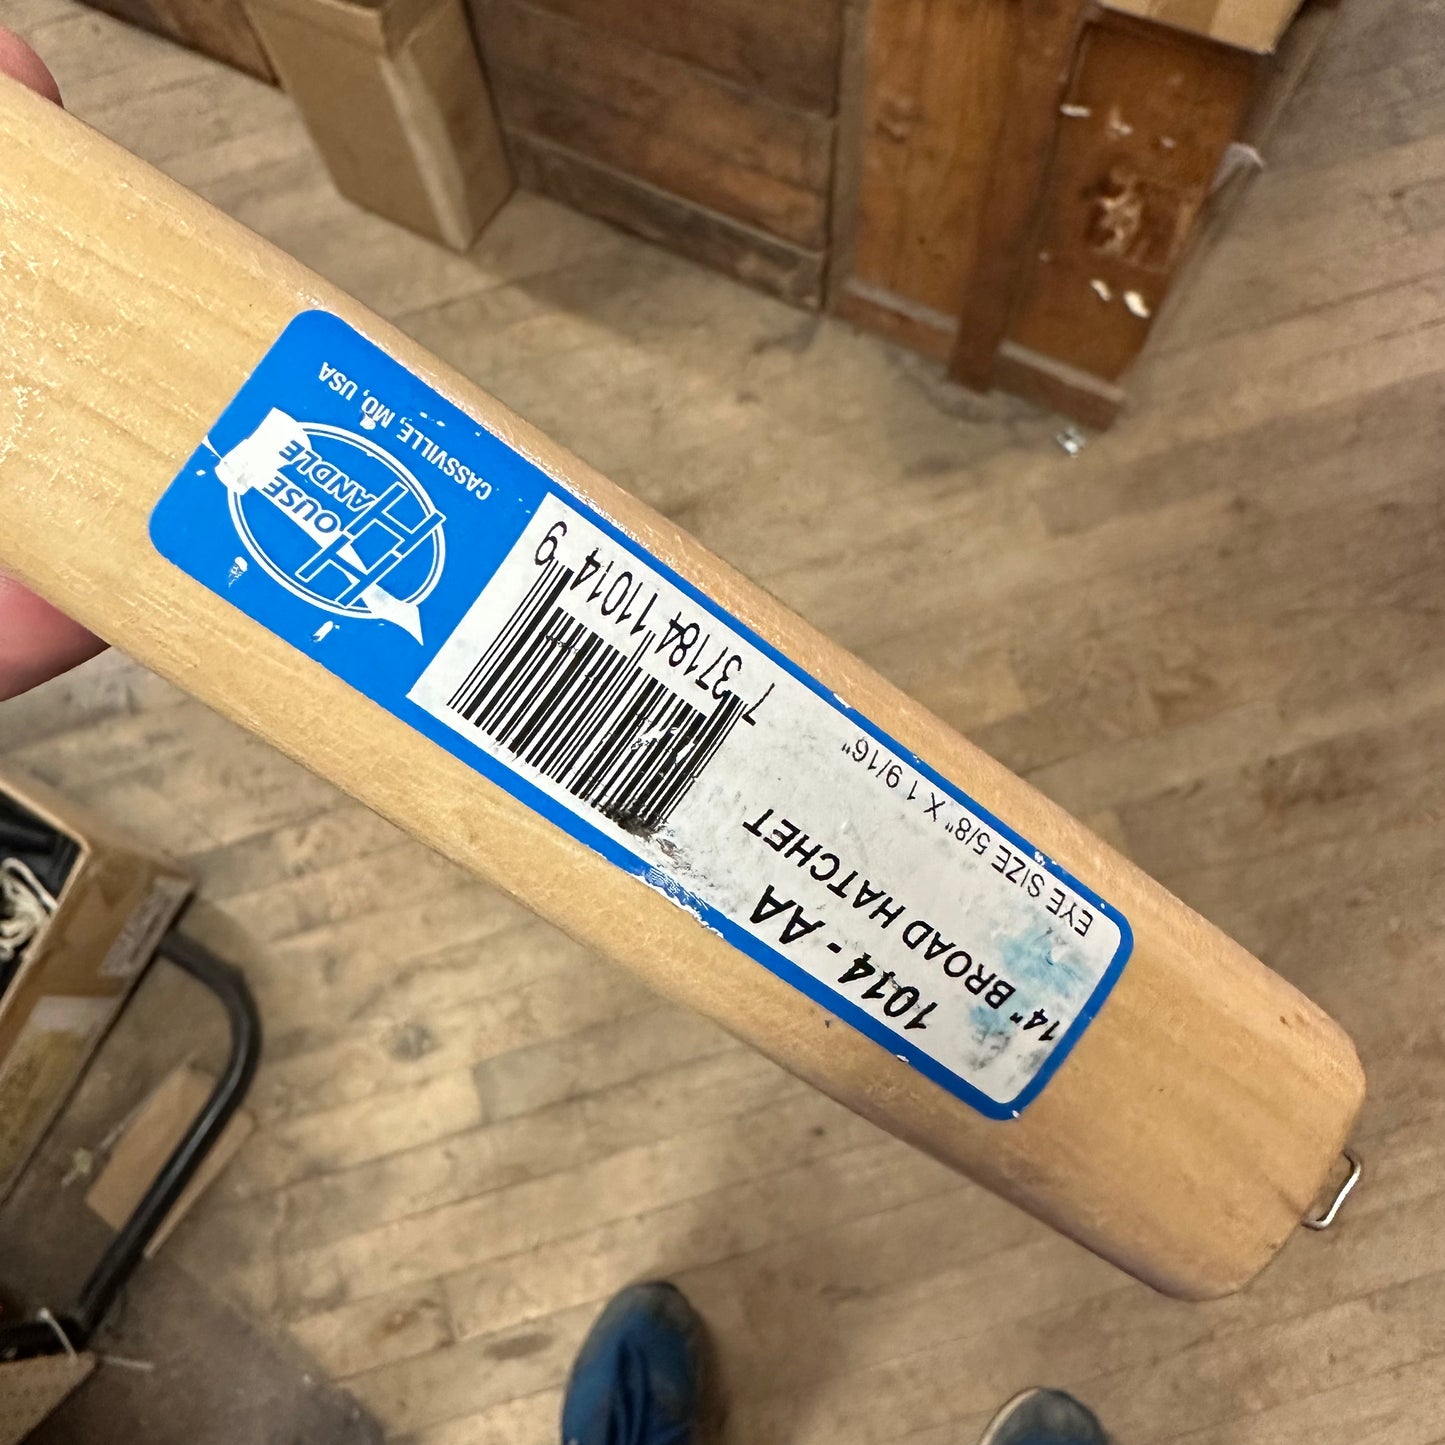 HOUSE
HANDLE
CASSVILLE, MO, USA
7 37184 11014 9
1014 - AA
14" BROAD HATCHET
EYE SIZE 5/8" X 1 9/16"